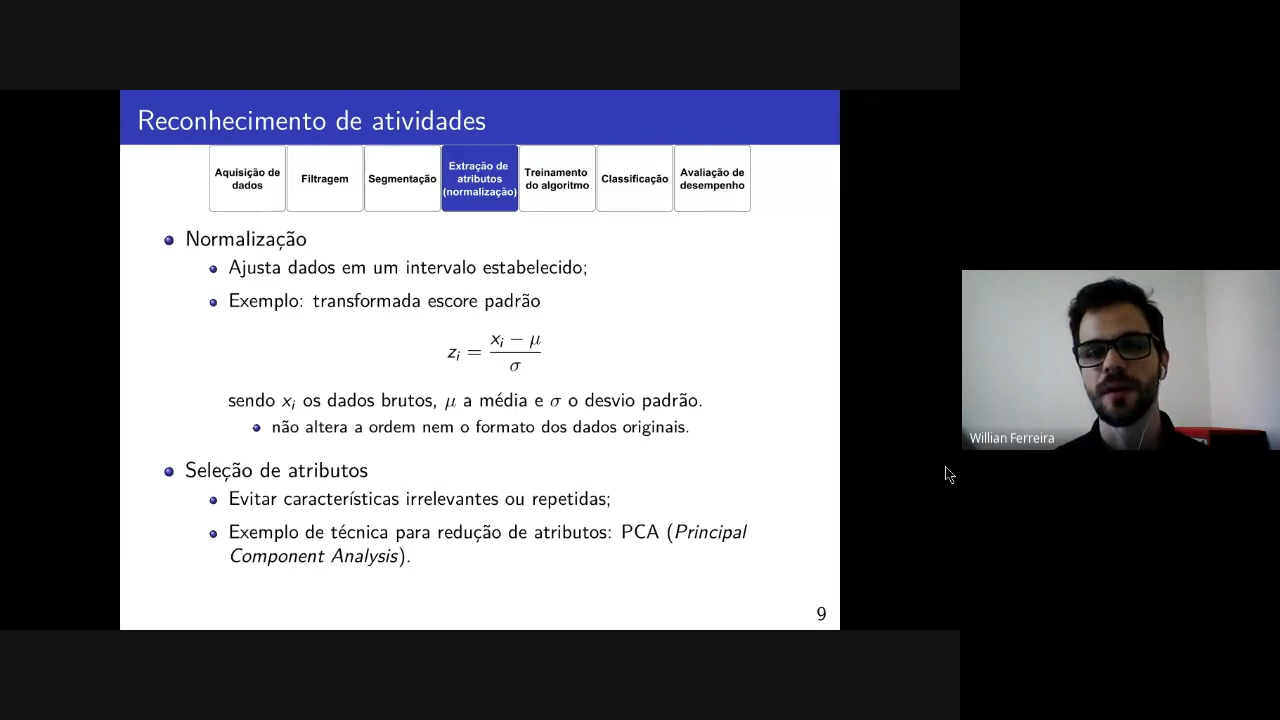 Reconhecimento de atividades
Aquisição de
dados
Filtragem
Segmentação
Extração de
atributos
(normalização)
Treinamento
do algoritmo
Classificação
Avaliação de
desempenho
Normalização
Ajusta dados em um intervalo estabelecido;
Exemplo: transformada escore padrão
zᵢ = (xᵢ − μ) / σ
sendo xᵢ os dados brutos, μ a média e σ o desvio padrão.
não altera a ordem nem o formato dos dados originais.
Seleção de atributos
Evitar características irrelevantes ou repetidas;
Exemplo de técnica para redução de atributos: PCA (Principal
Component Analysis).
9
Willian Ferreira